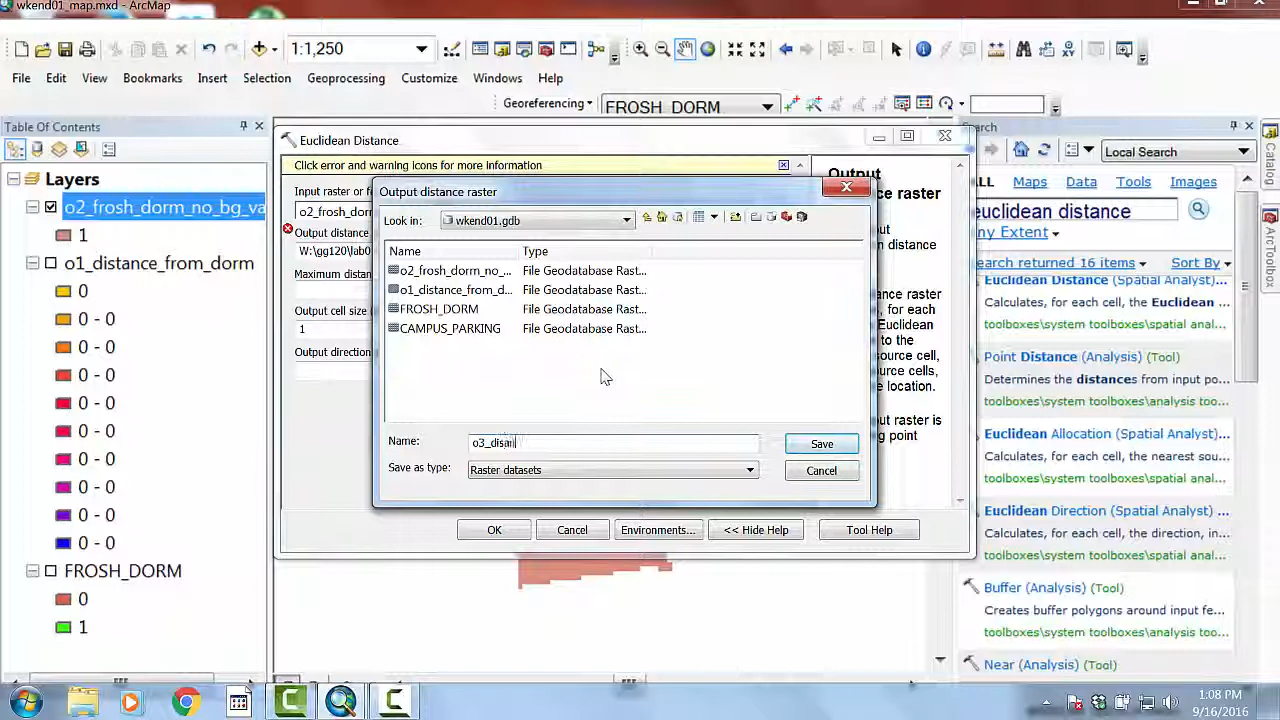 wkend01_map.mxd - ArcMap
1:1,250
File Edit View Bookmarks Insert Selection Geoprocessing Customize Windows Help
Georeferencing FROSH_DORM
Table Of Contents
Layers
o2_frosh_dorm_no_bg_va
1
o1_distance_from_dorm
0
0 - 0
0 - 0
0 - 0
0 - 0
0 - 0
0 - 0
0 - 0
0 - 0
0 - 0
FROSH_DORM
0
1
Euclidean Distance
Click error and warning icons for more information
Input raster or f
o2_frosh_dorm
Output distance
W:\gg120\lab0
Maximum distan
Output cell size
1
Output direction
Output
distance raster
Output distance raster
Look in: wkend01.gdb
Name Type
o2_frosh_dorm_no_... File Geodatabase Rast...
o1_distance_from_d... File Geodatabase Rast...
FROSH_DORM File Geodatabase Rast...
CAMPUS_PARKING File Geodatabase Rast...
Name: o3_disan
Save
Save as type: Raster datasets
Cancel
ut
an distance
ance raster
, for each
Euclidean
to the
source cell,
rce cells,
e location.
ut raster is
g point
OK Cancel Environments... << Hide Help Tool Help
earch
Local Search
ALL Maps Data Tools Images
euclidean distance
ny Extent
earch returned 16 items Sort By
Euclidean Distance (Spatial A...
Calculates, for each cell, the Euclidean
toolboxes\system toolboxes\spatial anal...
Point Distance (Analysis) (Tool)
Determines the distances from input po...
toolboxes\system toolboxes\analysis too...
Euclidean Allocation (Spatial Analyst)...
Calculates, for each cell, the nearest sou...
toolboxes\system toolboxes\spatial anal...
Euclidean Direction (Spatial Analyst) ...
Calculates, for each cell, the direction, in
toolboxes\system toolboxes\spatial anal...
Buffer (Analysis) (Tool)
Creates buffer polygons around input fe...
toolboxes\system toolboxes\analysis too...
Near (Analysis) (Tool)
Catalog
ArcToolbox
1:08 PM
9/16/2016